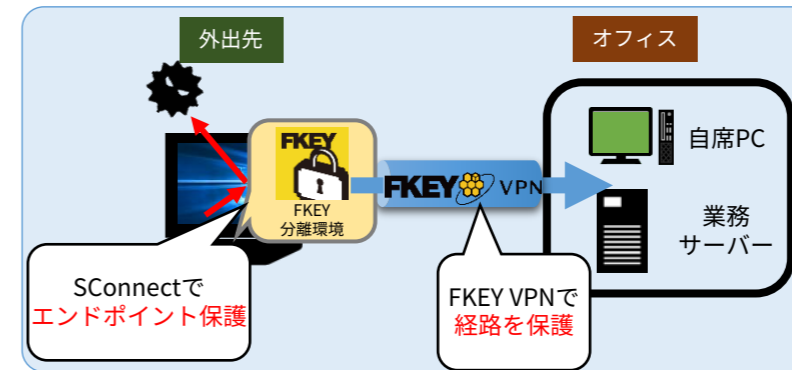 外出先
オフィス
FKEY
FKEY
分離環境
FKEY VPN
自席PC
業務
サーバー
SConnectで
エンドポイント保護
FKEY VPNで
経路を保護